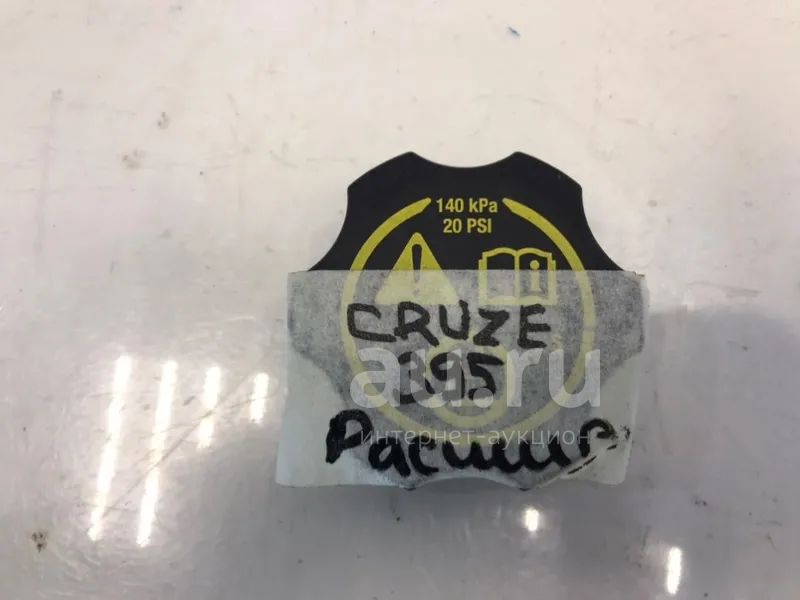 140 kPa
20 PSI
CRUZE
395
au.ru
интернет-аукцион
Расшир